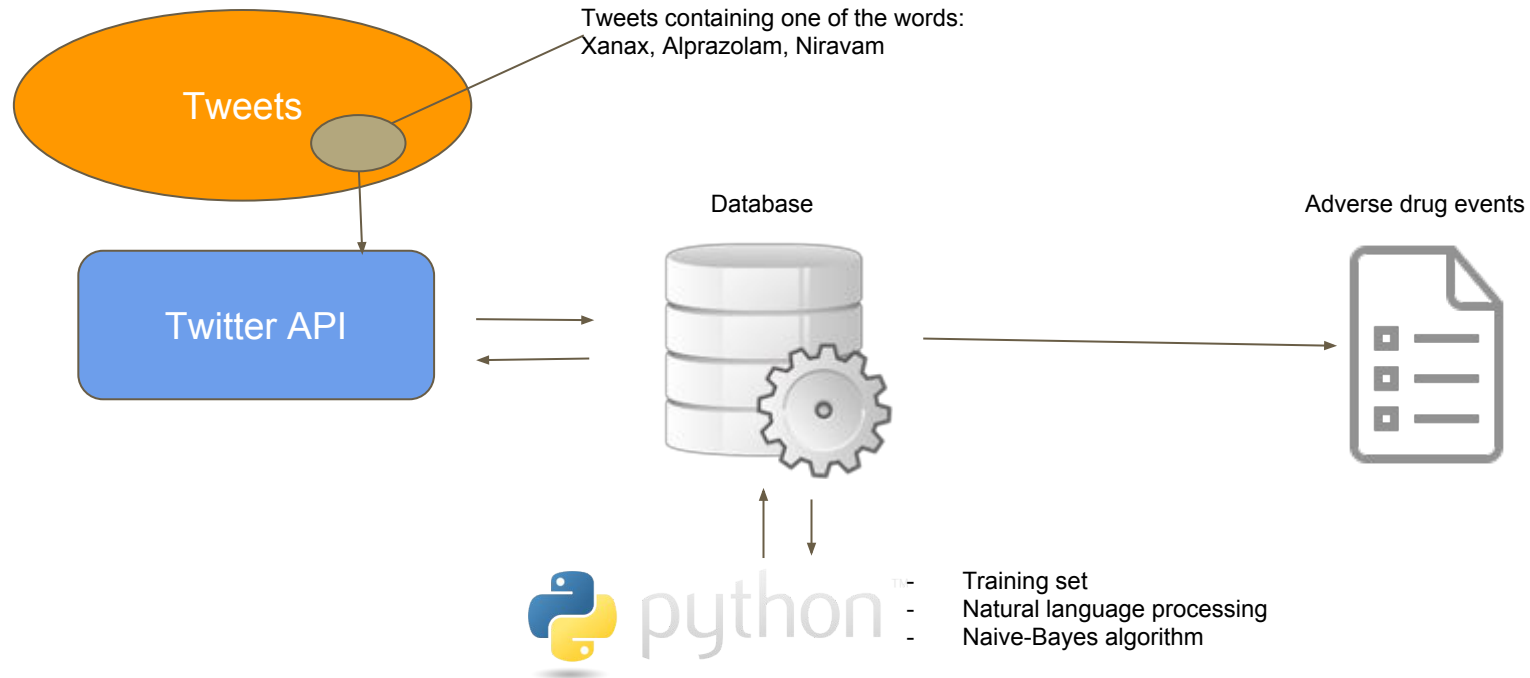 Tweets containing one of the words:
Xanax, Alprazolam, Niravam
Tweets
Twitter API
Database
Adverse drug events
python™
- Training set
- Natural language processing
- Naive-Bayes algorithm